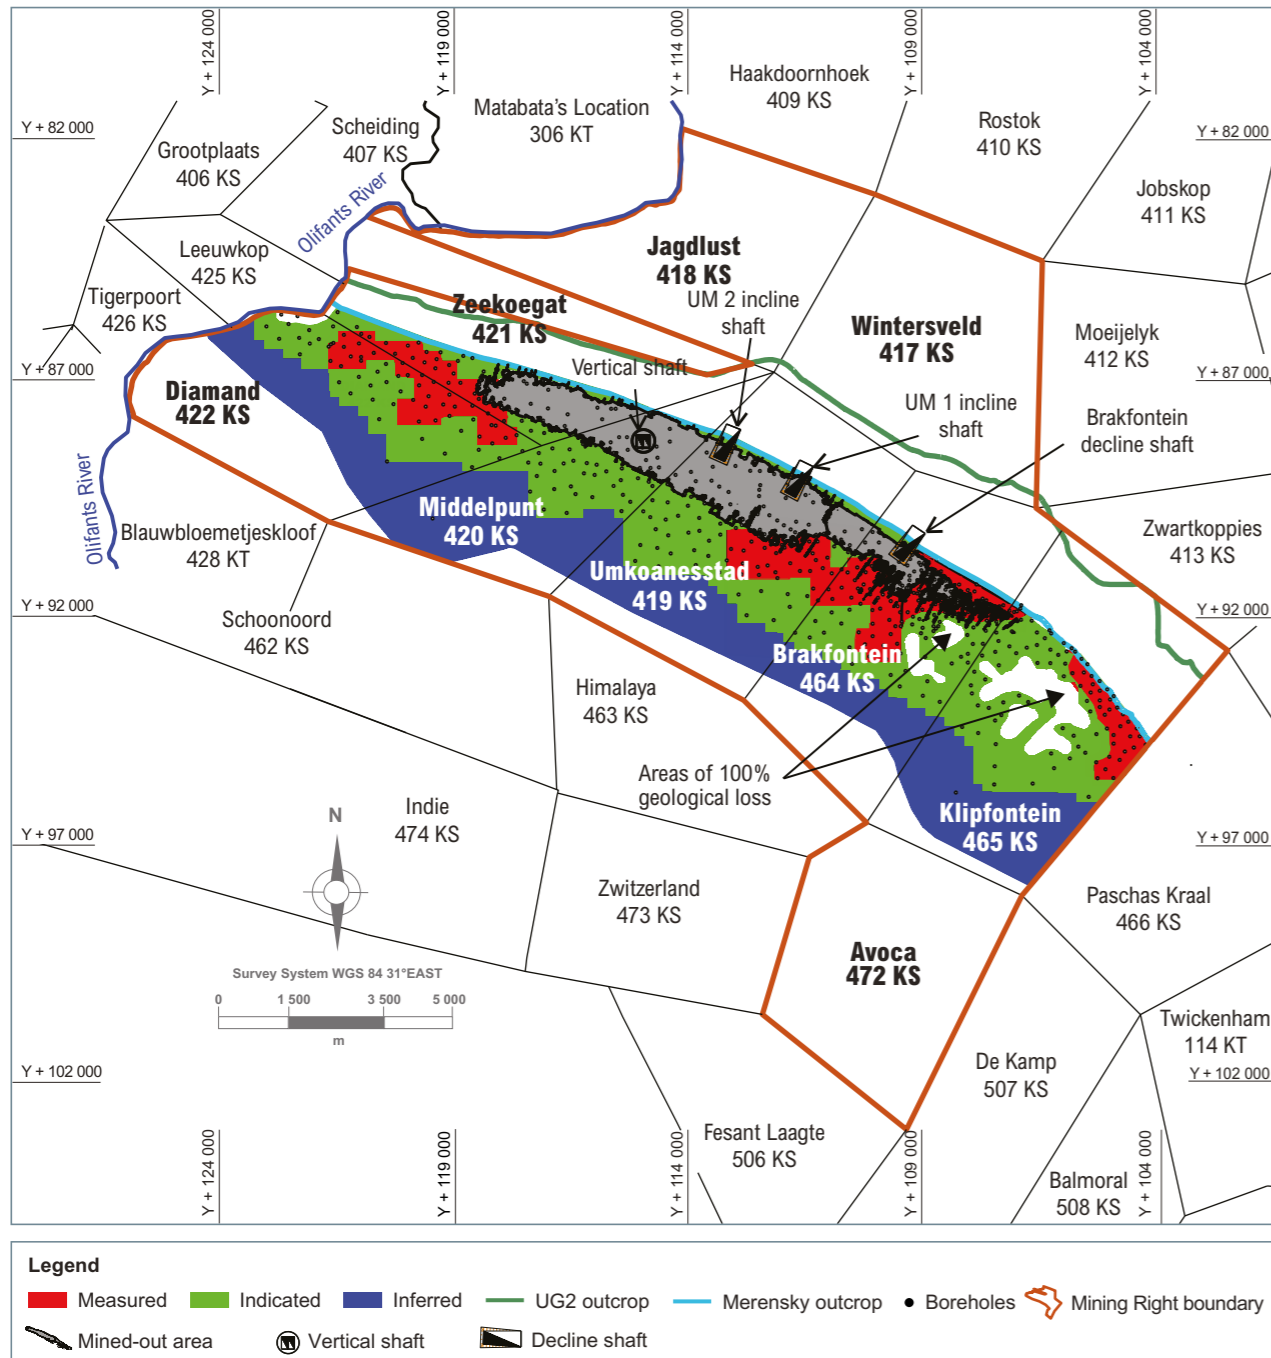 Y + 124 000
Y + 119 000
Y + 114 000
Y + 109 000
Y + 104 000
Haakdoornhoek
409 KS
Matabata's Location
306 KT
Scheiding
407 KS
Rostok
410 KS
Y + 82 000
Y + 82 000
Grootplaats
406 KS
Jobskop
411 KS
Olifants River
Leeuwkop
425 KS
Jagdlust
418 KS
Tigerpoort
426 KS
Zeekoegat
421 KS
UM 2 incline
shaft
Wintersveld
417 KS
Moeijelyk
412 KS
Y + 87 000
Y + 87 000
Vertical shaft
Diamand
422 KS
UM 1 incline
shaft
Brakfontein
decline shaft
Olifants River
Middelpunt
420 KS
Blauwbloemetjeskloof
428 KT
Zwartkoppies
413 KS
Umkoanesstad
419 KS
Y + 92 000
Y + 92 000
Schoonoord
462 KS
Brakfontein
464 KS
Himalaya
463 KS
Areas of 100%
geological loss
Indie
474 KS
N
Klipfontein
465 KS
Y + 97 000
Y + 97 000
Zwitzerland
473 KS
Paschas Kraal
466 KS
Avoca
472 KS
Survey System WGS 84 31°EAST
0 1 500 3 500 5 000
m
Twickenham
114 KT
De Kamp
507 KS
Y + 102 000
Y + 102 000
Fesant Laagte
506 KS
Balmoral
508 KS
Y + 124 000
Y + 119 000
Y + 114 000
Y + 109 000
Y + 104 000
Legend
Measured Indicated Inferred UG2 outcrop Merensky outcrop Boreholes Mining Right boundary
Mined-out area Vertical shaft Decline shaft